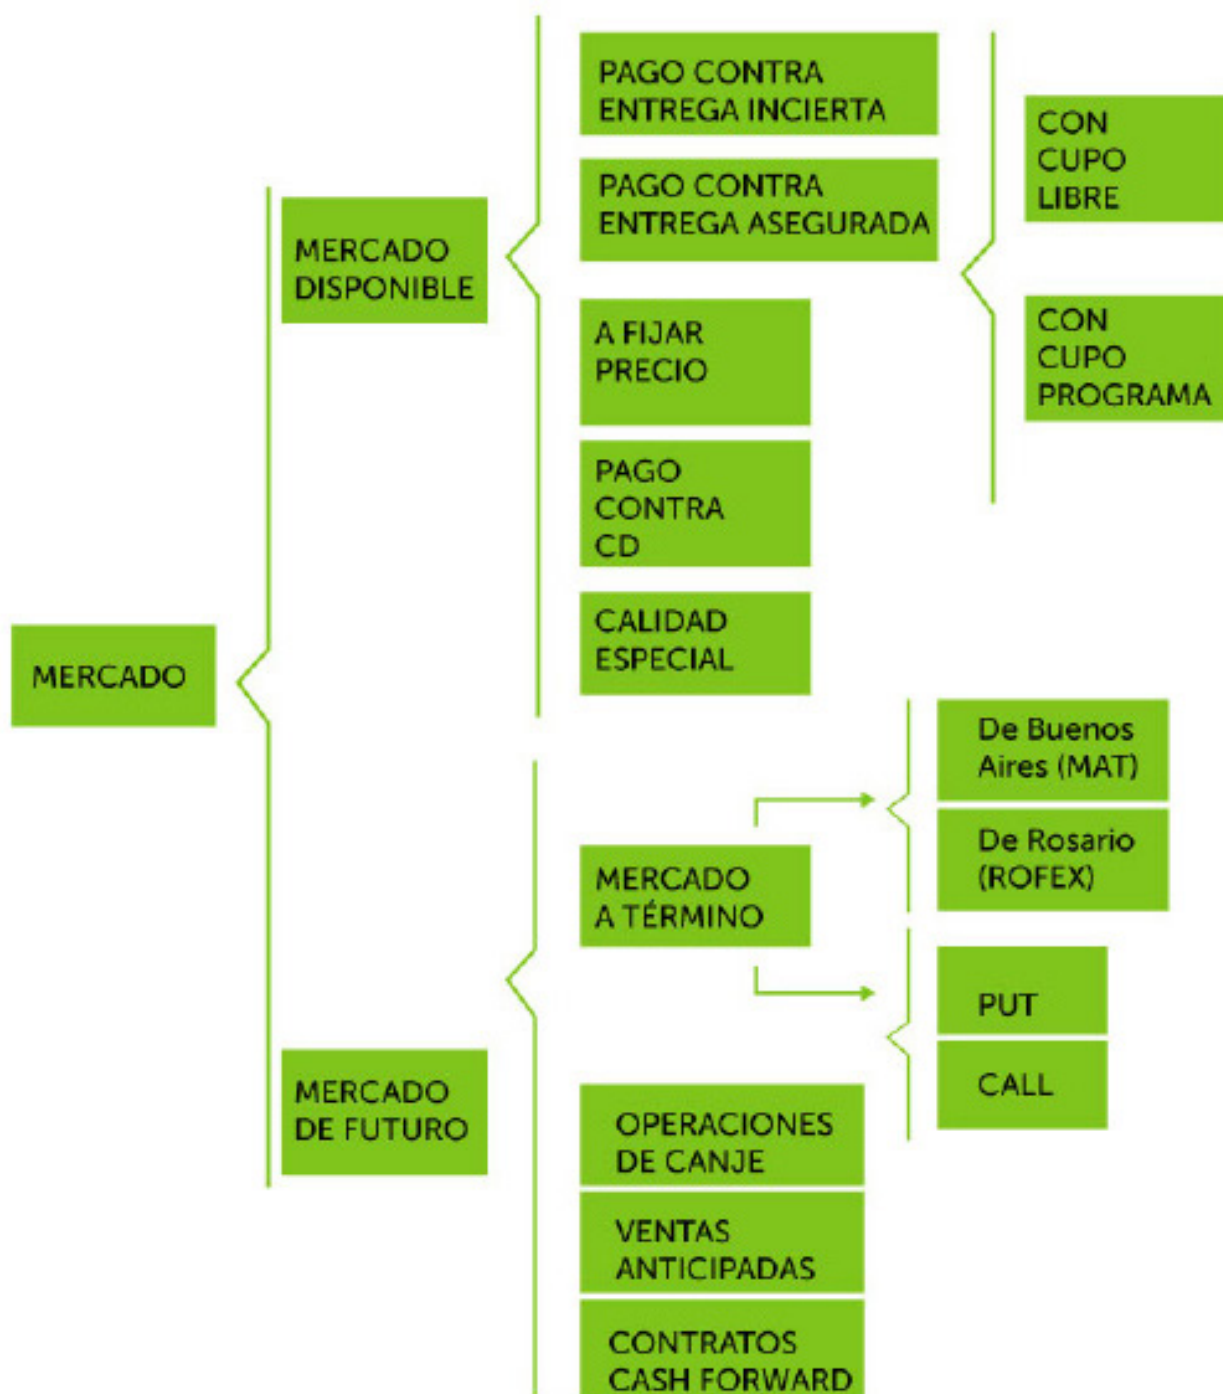 PAGO CONTRA
ENTREGA INCIERTA
PAGO CONTRA
ENTREGA ASEGURADA
CON
CUPO
LIBRE
MERCADO
DISPONIBLE
A FIJAR
PRECIO
CON
CUPO
PROGRAMA
PAGO
CONTRA
CD
CALIDAD
ESPECIAL
MERCADO
De Buenos
Aires (MAT)
De Rosario
(ROFEX)
MERCADO
A TÉRMINO
PUT
CALL
MERCADO
DE FUTURO
OPERACIONES
DE CANJE
VENTAS
ANTICIPADAS
CONTRATOS
CASH FORWARD